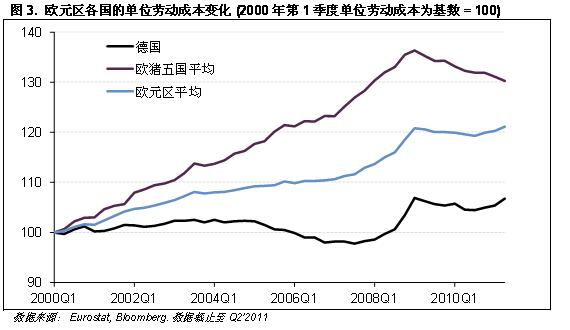 图 3. 欧元区各国的单位劳动成本变化 (2000 年第 1 季度单位劳动成本为基数 = 100)
140
130
120
110
100
90
德国
欧猪五国平均
欧元区平均
2000Q1 2002Q1 2004Q1 2006Q1 2008Q1 2010Q1
数据来源： Eurostat, Bloomberg. 数据截止至 Q2'2011